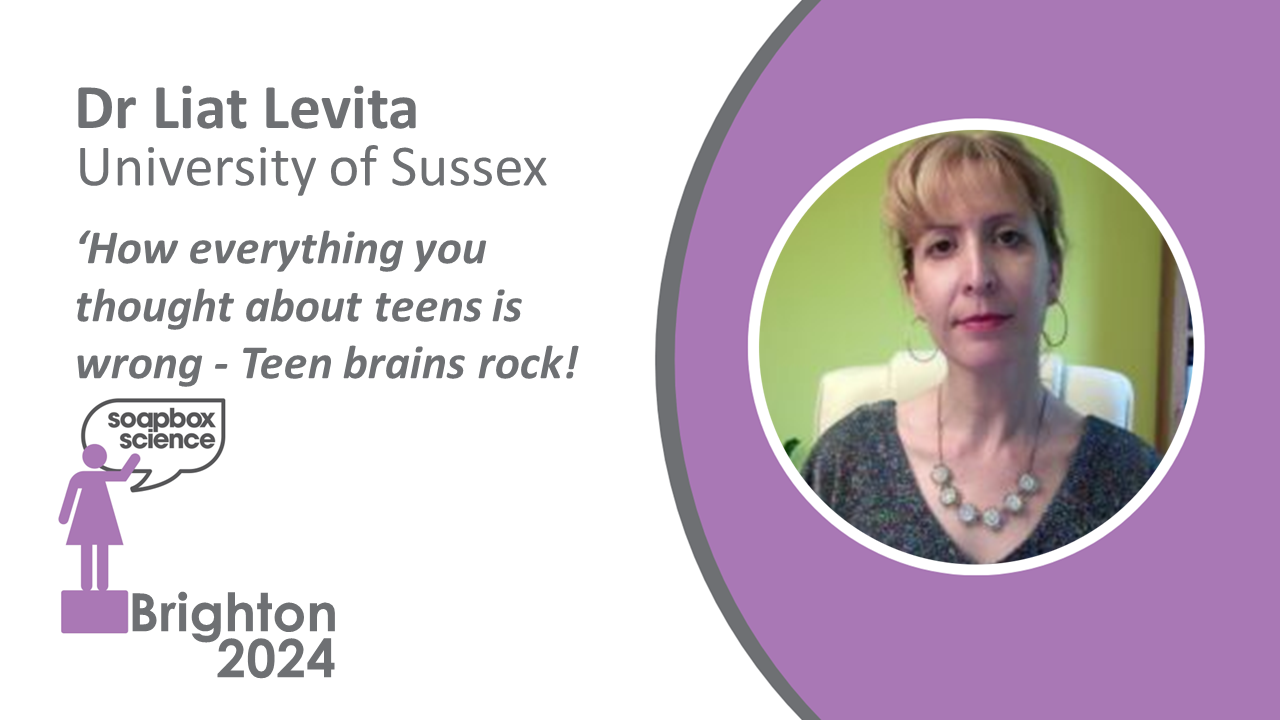 Dr Liat Levita
University of Sussex
‘How everything you
thought about teens is
wrong - Teen brains rock!
soapbox
science
Brighton
2024